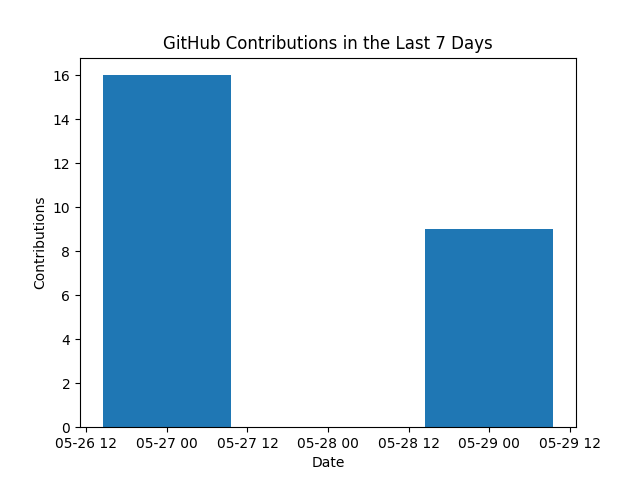 GitHub Contributions in the Last 7 Days
16
14
12
10
8
6
4
2
0
Contributions
05-26 12 05-27 00 05-27 12 05-28 00 05-28 12 05-29 00 05-29 12
Date